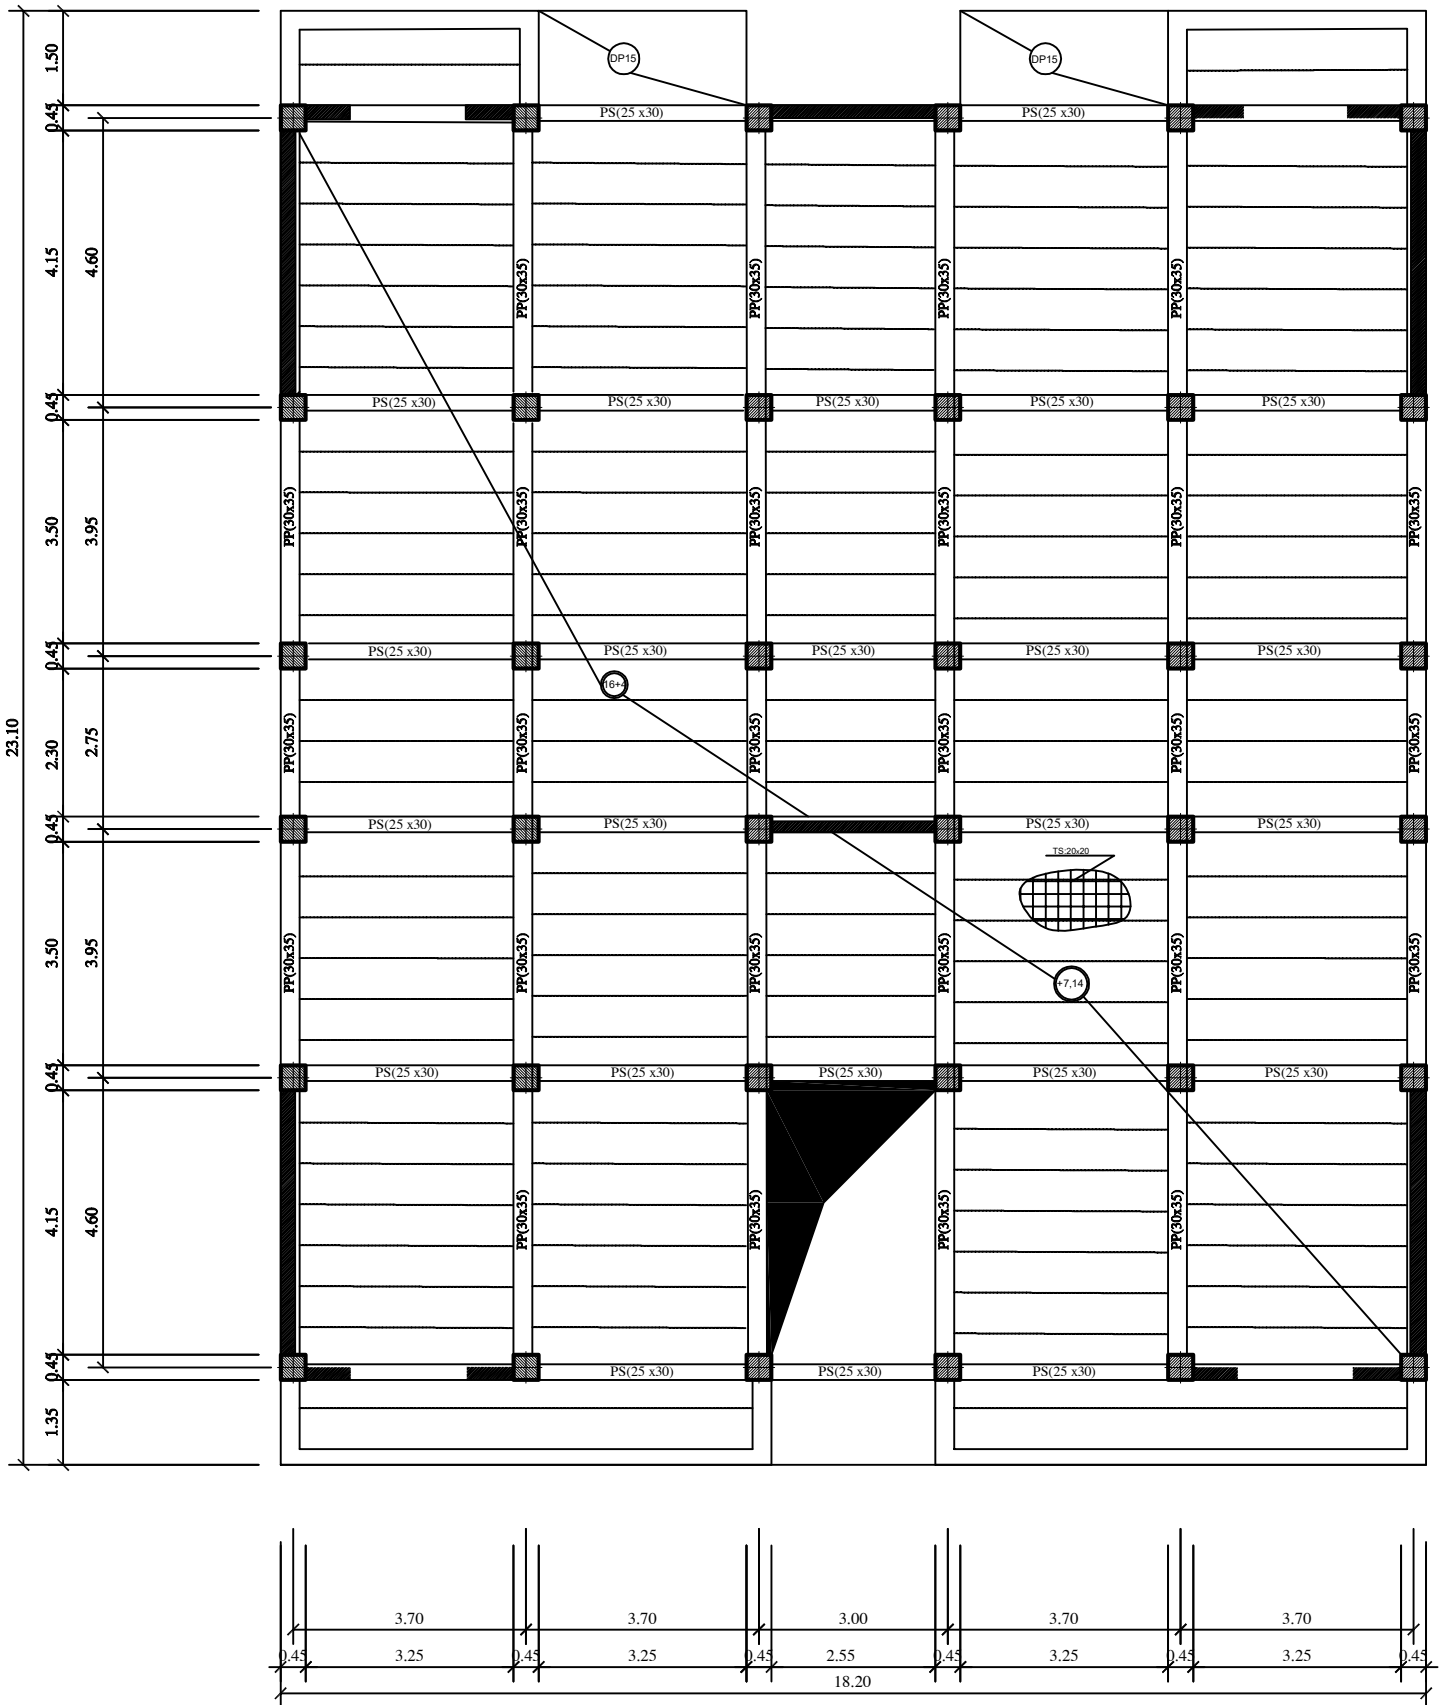 1.50
DP15
DP15
0.45
PS(25 x30)
PS(25 x30)
4.15
4.60
PP(30x35)
PP(30x35)
PP(30x35)
PP(30x35)
0.45
PS(25 x30)
PS(25 x30)
PS(25 x30)
PS(25 x30)
PS(25 x30)
3.50
3.95
PP(30x35)
PP(30x35)
PP(30x35)
PP(30x35)
PP(30x35)
PP(30x35)
0.45
PS(25 x30)
PS(25 x30)
PS(25 x30)
PS(25 x30)
PS(25 x30)
16+4
23.10
2.30
2.75
PP(30x35)
PP(30x35)
PP(30x35)
PP(30x35)
PP(30x35)
PP(30x35)
0.45
PS(25 x30)
PS(25 x30)
PS(25 x30)
PS(25 x30)
TS:20x20
3.50
3.95
PP(30x35)
PP(30x35)
PP(30x35)
PP(30x35)
PP(30x35)
PP(30x35)
+7,14
0.45
PS(25 x30)
PS(25 x30)
PS(25 x30)
PS(25 x30)
PS(25 x30)
4.15
4.60
PP(30x35)
PP(30x35)
PP(30x35)
PP(30x35)
0.45
PS(25 x30)
PS(25 x30)
PS(25 x30)
1.35
3.70
3.70
3.00
3.70
3.70
0.45
3.25
0.45
3.25
0.45
2.55
0.45
3.25
0.45
3.25
0.45
18.20